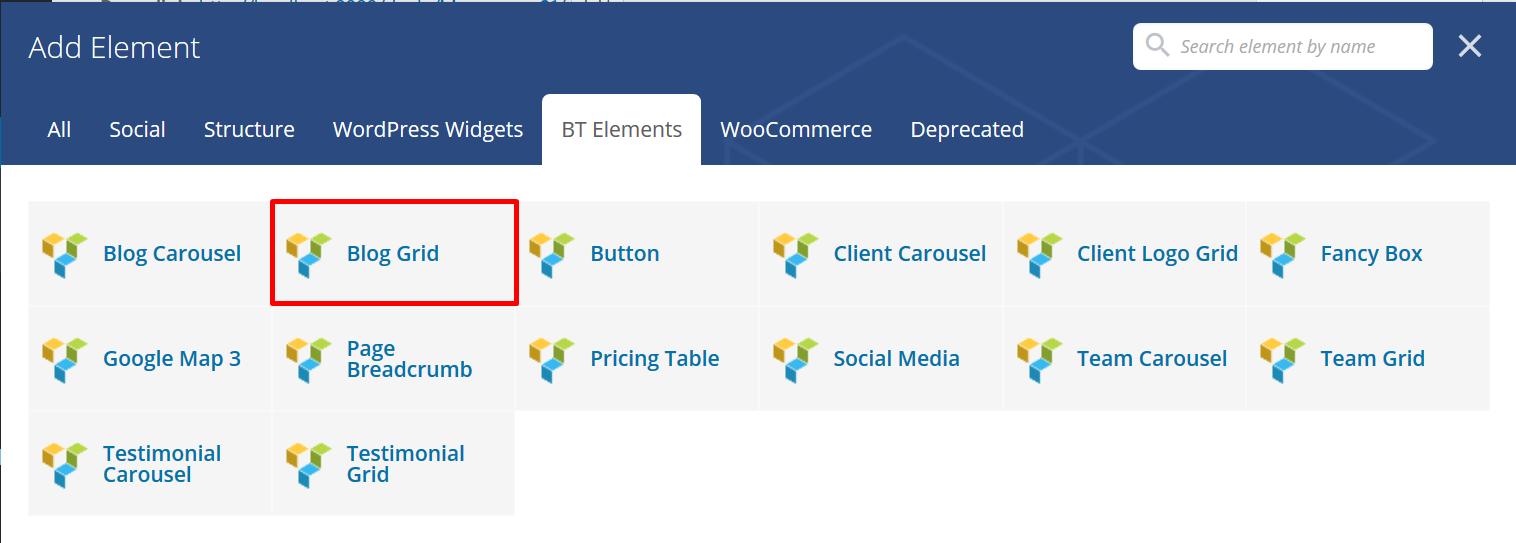 Add Element
Search element by name
All Social Structure WordPress Widgets BT Elements WooCommerce Deprecated
Blog Carousel Blog Grid Button Client Carousel Client Logo Grid Fancy Box
Google Map 3 Page Breadcrumb Pricing Table Social Media Team Carousel Team Grid
Testimonial Carousel Testimonial Grid